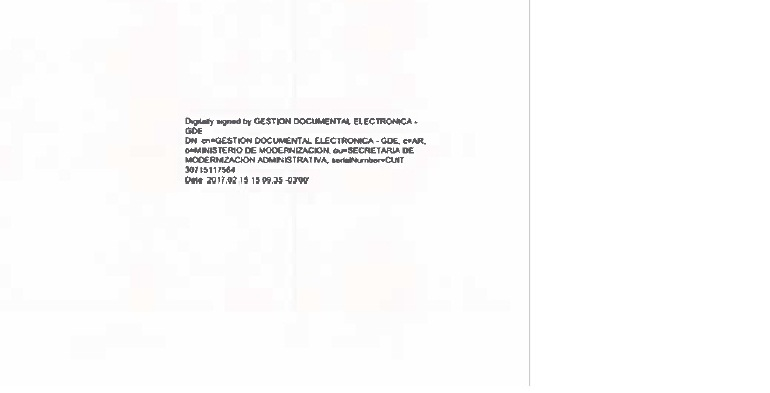 Digitally signed by GESTION DOCUMENTAL ELECTRONICA -
GDE
DN: cn=GESTION DOCUMENTAL ELECTRONICA - GDE, c=AR,
o=MINISTERIO DE MODERNIZACION, ou=SECRETARIA DE
MODERNIZACION ADMINISTRATIVA, serialNumber=CUIT
30715117564
Date: 2017.02.15 15:09:35 -03'00'